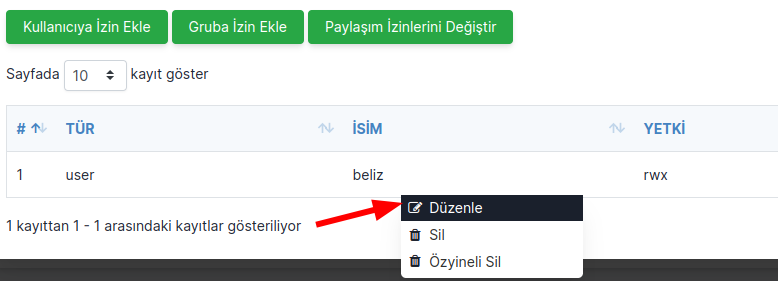 Kullanıcıya İzin Ekle Gruba İzin Ekle Paylaşım İzinlerini Değiştir
Sayfada 10 kayıt göster
# TÜR İSİM YETKİ
1 user beliz rwx
Düzenle
1 kayıttan 1 - 1 arasındaki kayıtlar gösteriliyor
Sil
Özyineli Sil